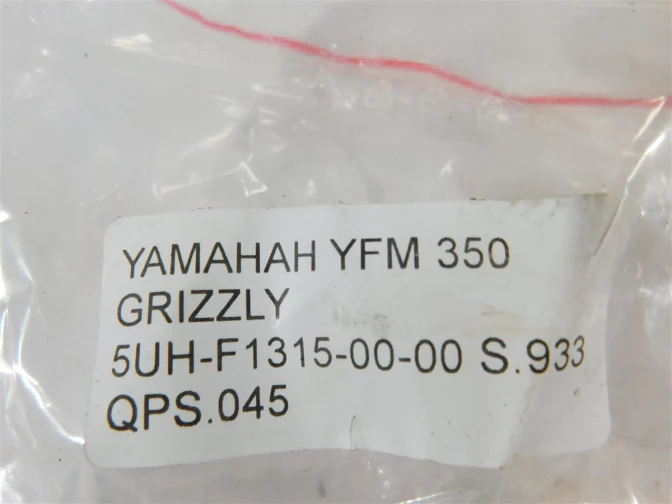 YAMAHAH YFM 350
GRIZZLY
5UH-F1315-00-00 S.933
QPS.045